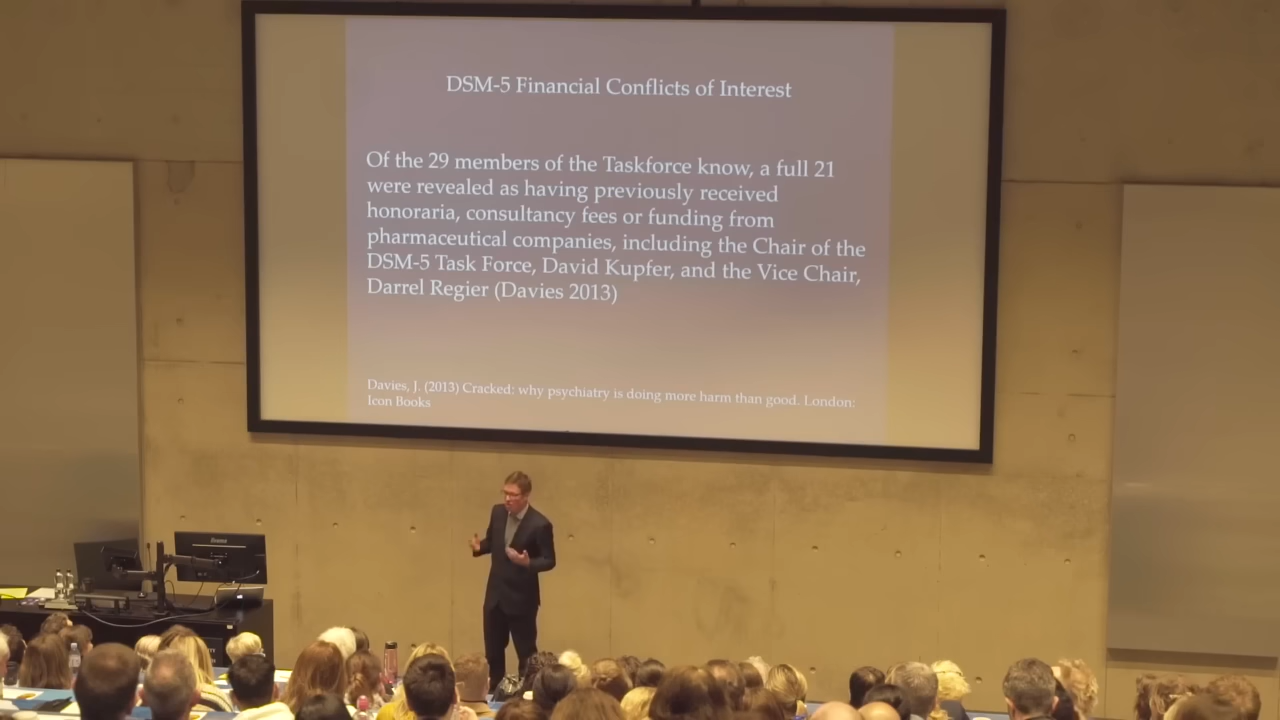 DSM-5 Financial Conflicts of Interest
Of the 29 members of the Taskforce know, a full 21
were revealed as having previously received
honoraria, consultancy fees or funding from
pharmaceutical companies, including the Chair of the
DSM-5 Task Force, David Kupfer, and the Vice Chair,
Darrel Regier (Davies 2013)
Davies, J. (2013) Cracked: why psychiatry is doing more harm than good. London:
Icon Books